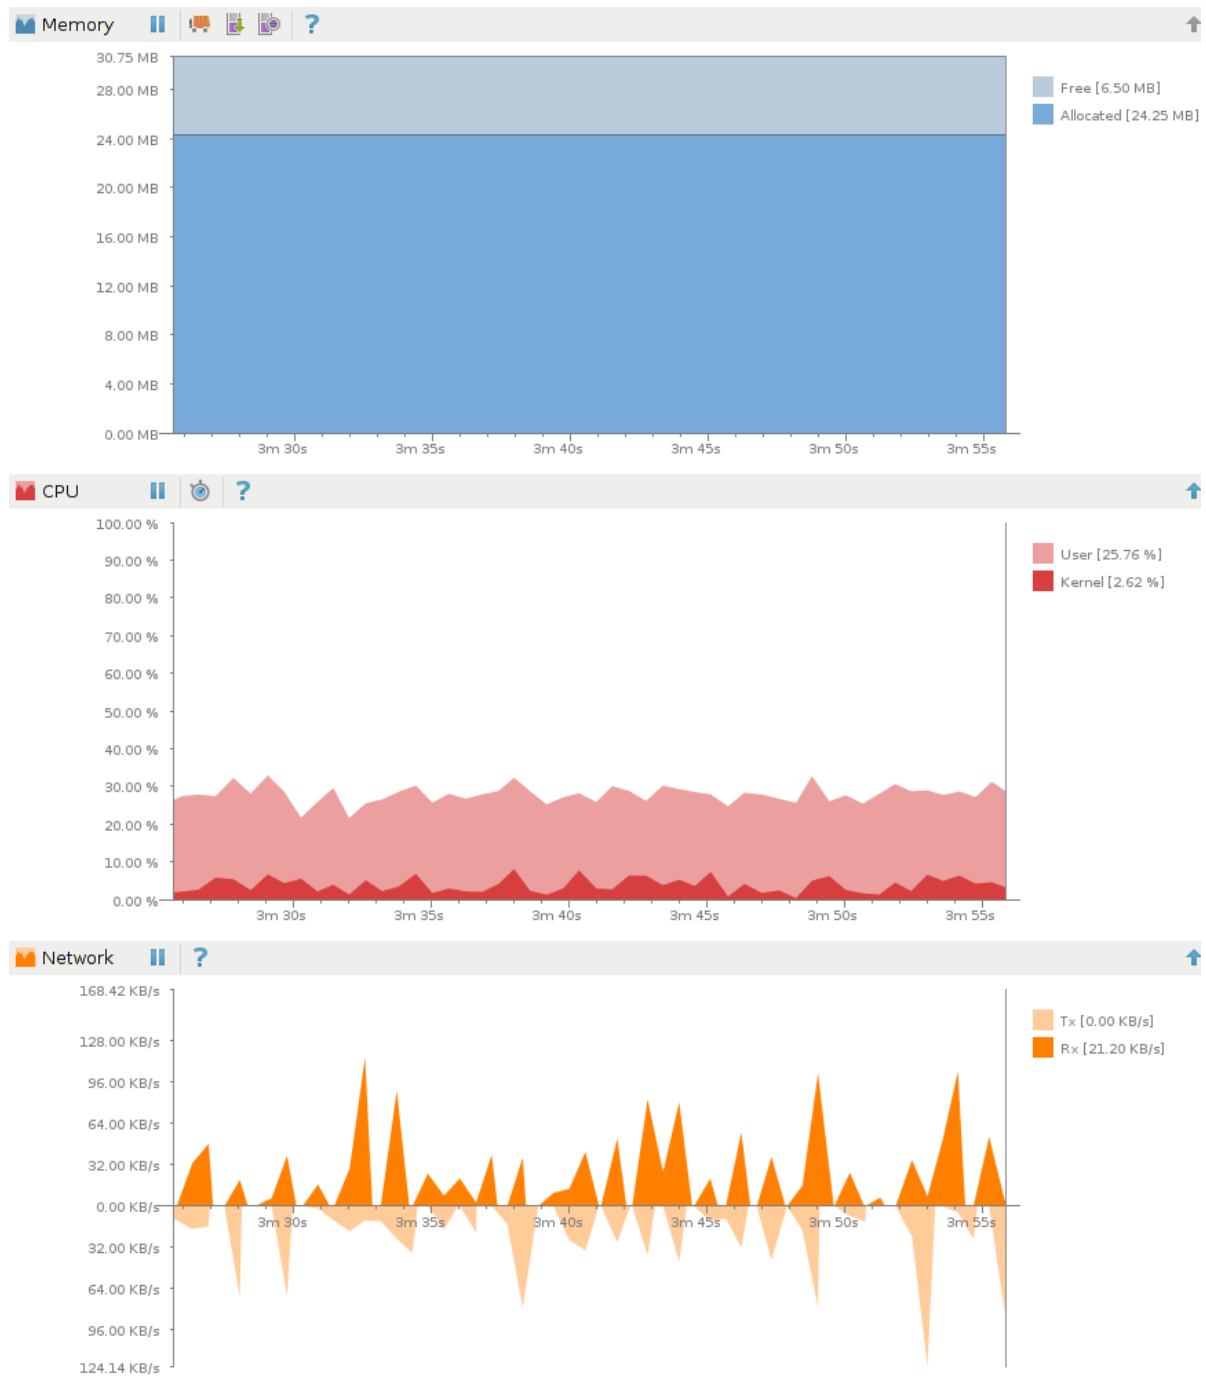 Memory
?
30.75 MB
28.00 MB
24.00 MB
20.00 MB
16.00 MB
12.00 MB
8.00 MB
4.00 MB
0.00 MB
3m 30s 3m 35s 3m 40s 3m 45s 3m 50s 3m 55s
Free [6.50 MB]
Allocated [24.25 MB]
CPU
?
100.00 %
90.00 %
80.00 %
70.00 %
60.00 %
50.00 %
40.00 %
30.00 %
20.00 %
10.00 %
0.00 %
3m 30s 3m 35s 3m 40s 3m 45s 3m 50s 3m 55s
User [25.76 %]
Kernel [2.62 %]
Network
?
168.42 KB/s
128.00 KB/s
96.00 KB/s
64.00 KB/s
32.00 KB/s
0.00 KB/s
3m 30s 3m 35s 3m 40s 3m 45s 3m 50s 3m 55s
32.00 KB/s
64.00 KB/s
96.00 KB/s
124.14 KB/s
Tx [0.00 KB/s]
Rx [21.20 KB/s]